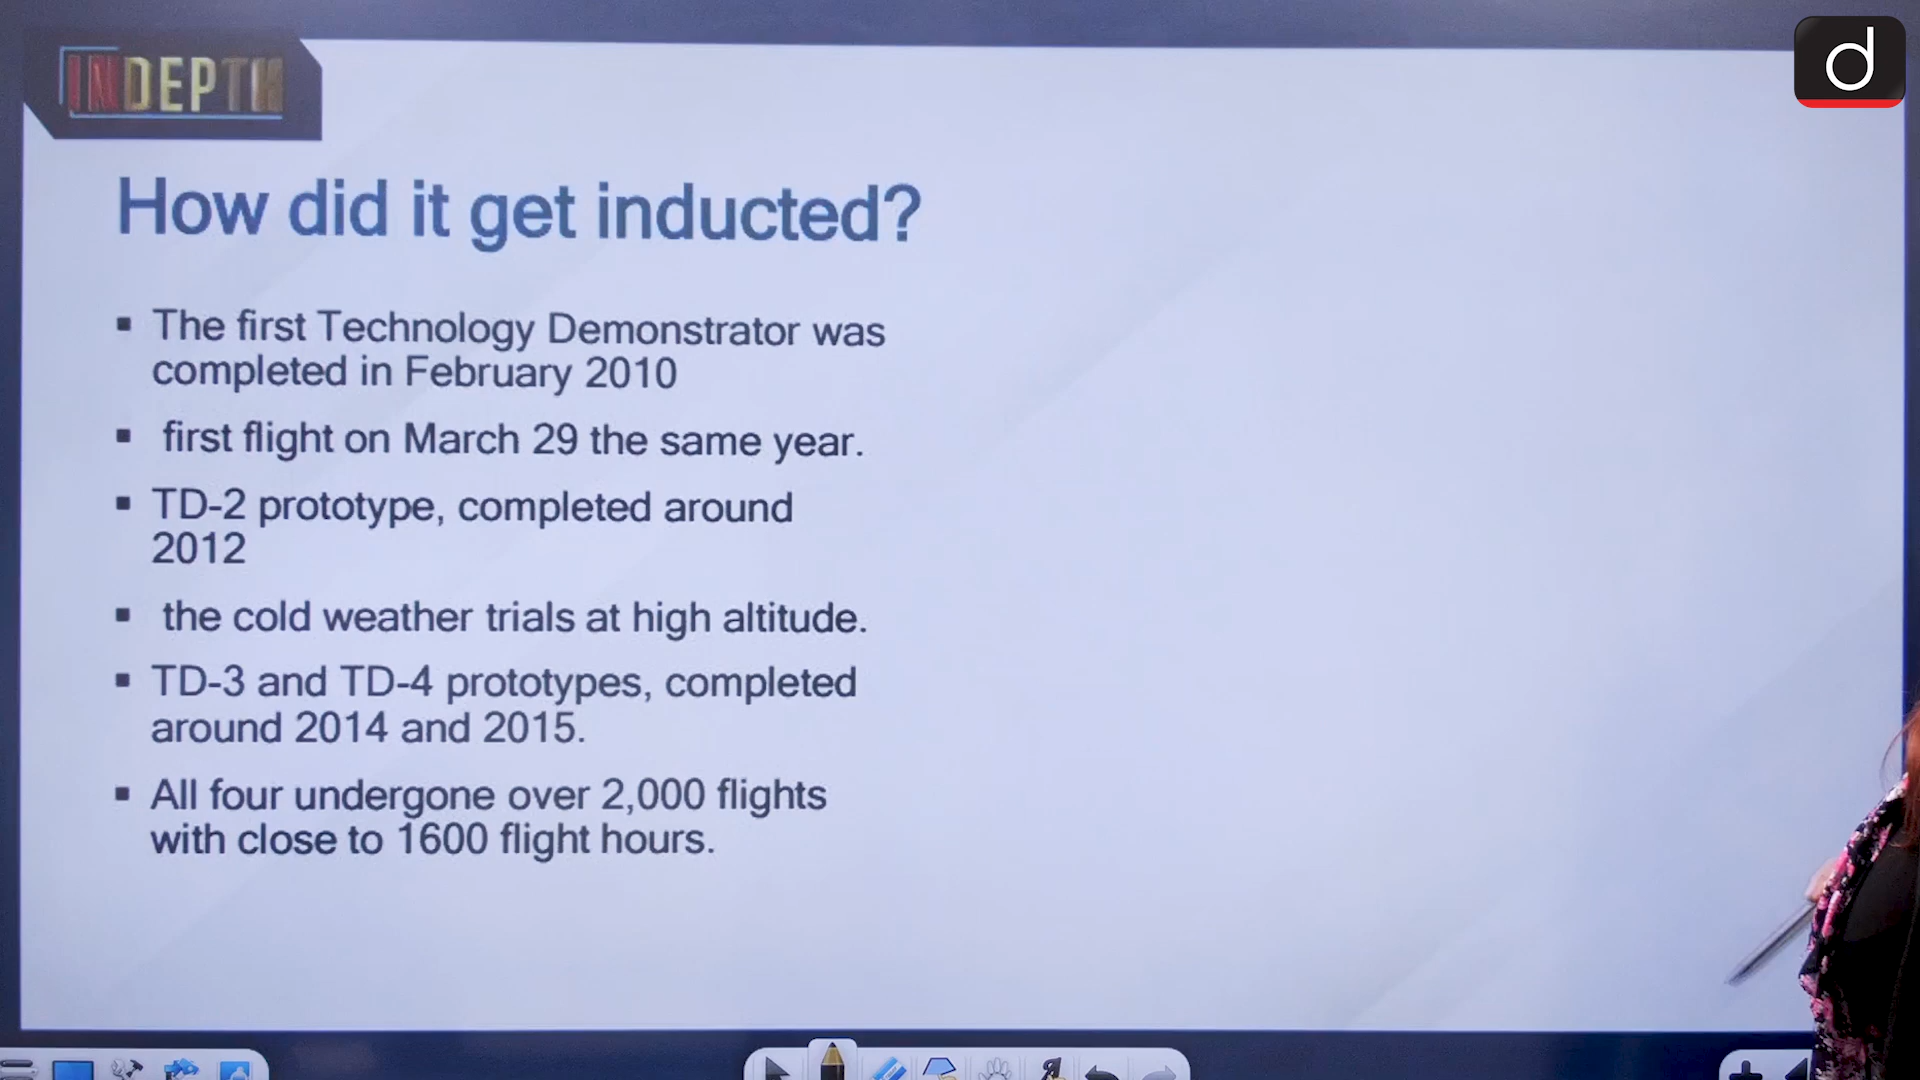 INDEPTH
d
How did it get inducted?
▪ The first Technology Demonstrator was
completed in February 2010
▪ first flight on March 29 the same year.
▪ TD-2 prototype, completed around
2012
▪ the cold weather trials at high altitude.
▪ TD-3 and TD-4 prototypes, completed
around 2014 and 2015.
▪ All four undergone over 2,000 flights
with close to 1600 flight hours.